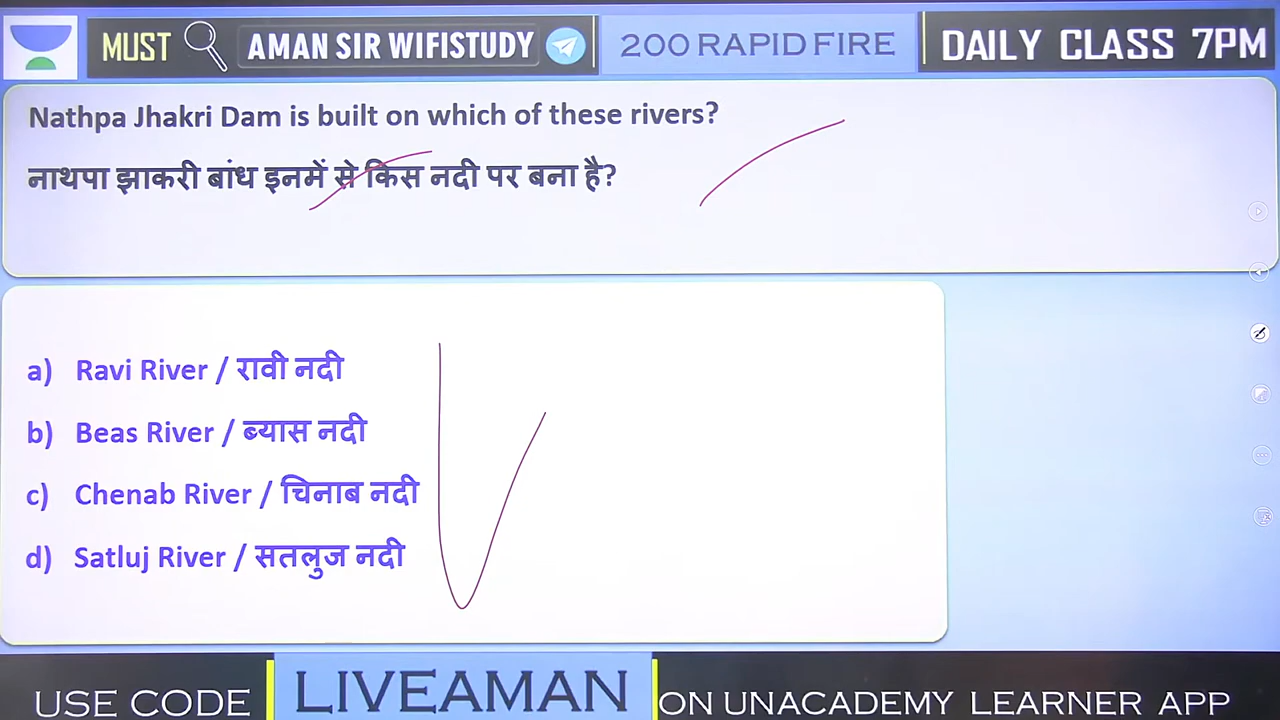 MUST AMAN SIR WIFISTUDY 200 RAPID FIRE DAILY CLASS 7PM
Nathpa Jhakri Dam is built on which of these rivers?
नाथपा झाकरी बांध इनमें से किस नदी पर बना है?
a) Ravi River / रावी नदी
b) Beas River / ब्यास नदी
c) Chenab River / चिनाब नदी
d) Satluj River / सतलुज नदी
USE CODE LIVEAMAN ON UNACADEMY LEARNER APP